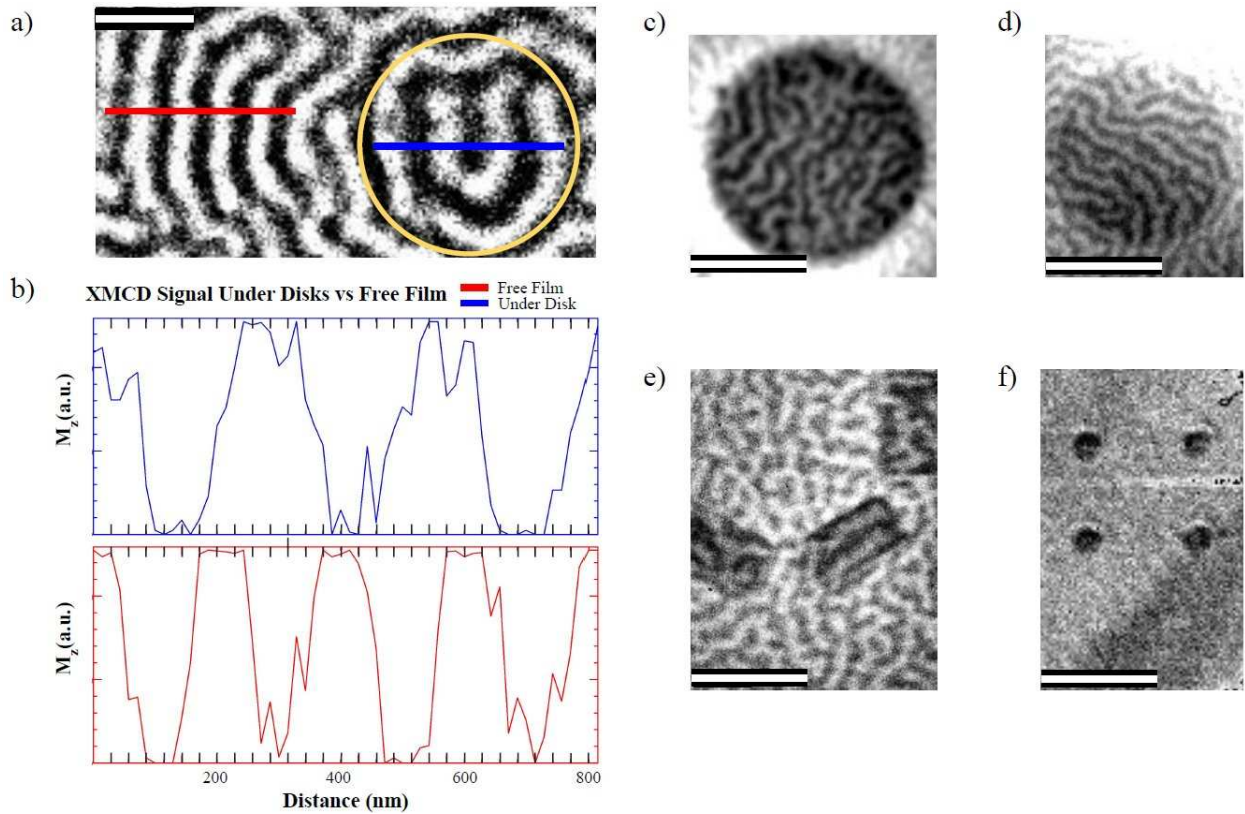 a)
c)
d)
b)
XMCD Signal Under Disks vs Free Film
Free Film
Under Disk
M_z(a.u.)
M_z(a.u.)
200
400
600
800
Distance (nm)
e)
f)